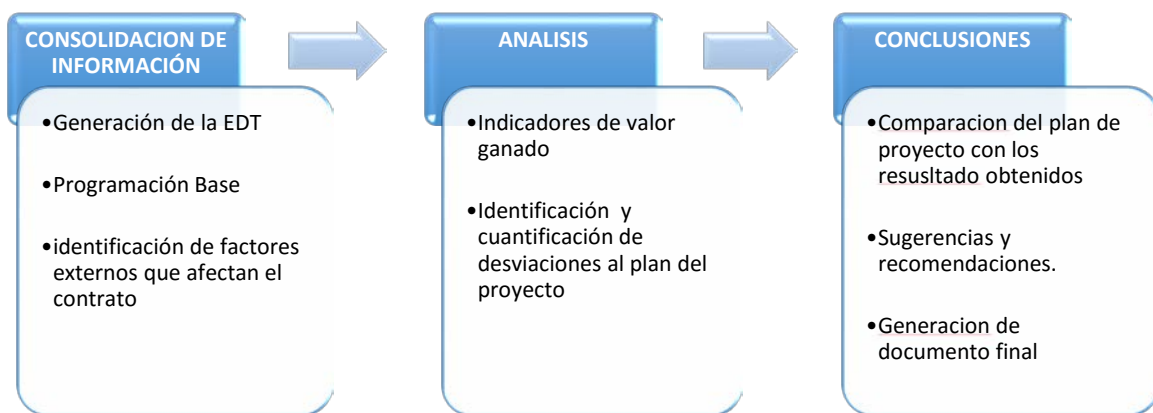 CONSOLIDACION DE
INFORMACIÓN
•Generación de la EDT
•Programación Base
•identificación de factores
externos que afectan el
contrato
ANALISIS
•Indicadores de valor
ganado
•Identificación y
cuantificación de
desviaciones al plan del
proyecto
CONCLUSIONES
•Comparacion del plan de
proyecto con los
resusltado obtenidos
•Sugerencias y
recomendaciones.
•Generacion de
documento final